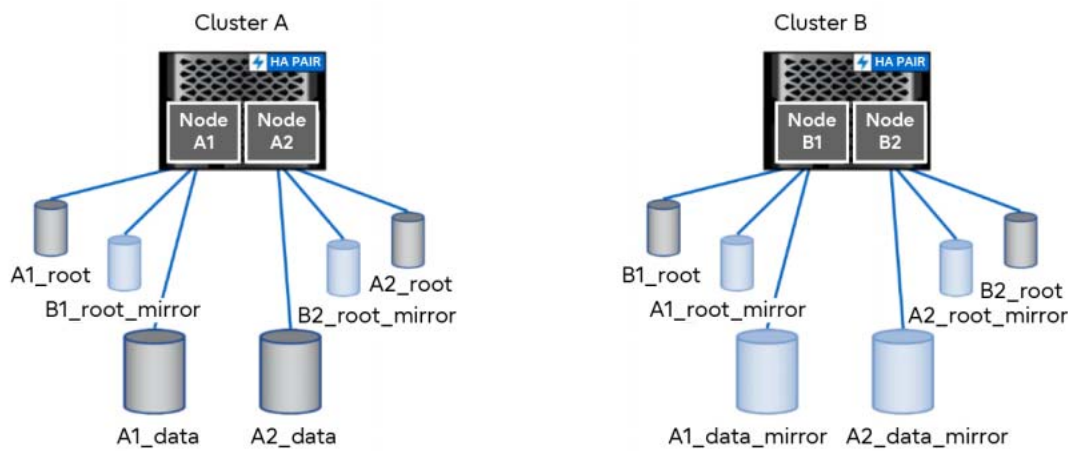 Cluster A
HA PAIR
Node
A1
Node
A2
A1_root
B1_root_mirror
A2_root
B2_root_mirror
A1_data
A2_data
Cluster B
HA PAIR
Node
B1
Node
B2
B1_root
A1_root_mirror
B2_root
A2_root_mirror
A1_data_mirror
A2_data_mirror